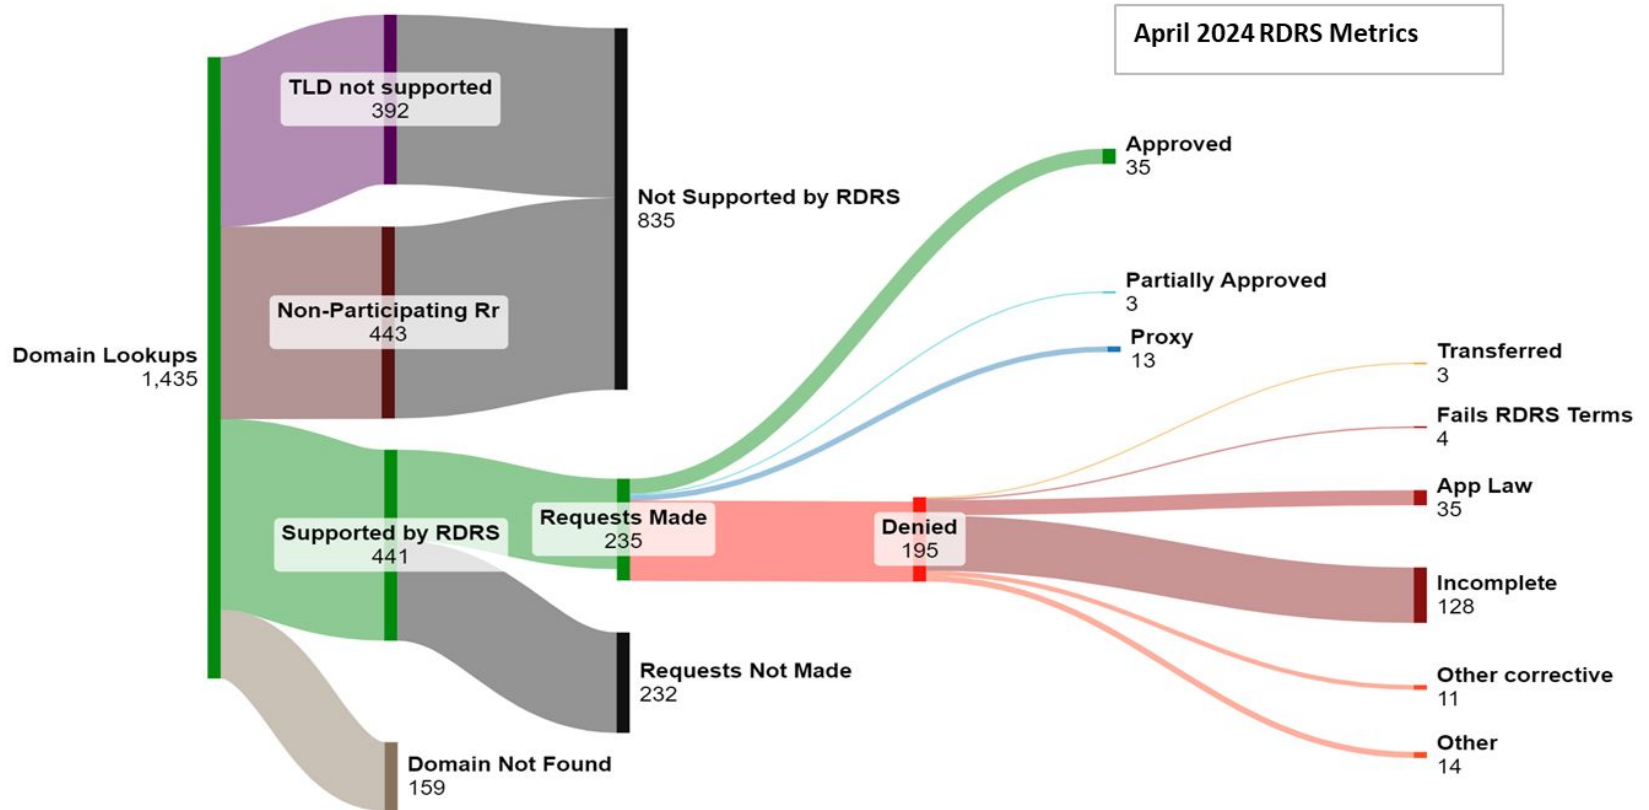 April 2024 RDRS Metrics
TLD not supported
392
Approved
35
Not Supported by RDRS
835
Partially Approved
3
Non-Participating Rr
443
Proxy
13
Domain Lookups
1,435
Transferred
3
Fails RDRS Terms
4
App Law
35
Requests Made
235
Supported by RDRS
441
Denied
195
Incomplete
128
Requests Not Made
232
Other corrective
11
Domain Not Found
159
Other
14